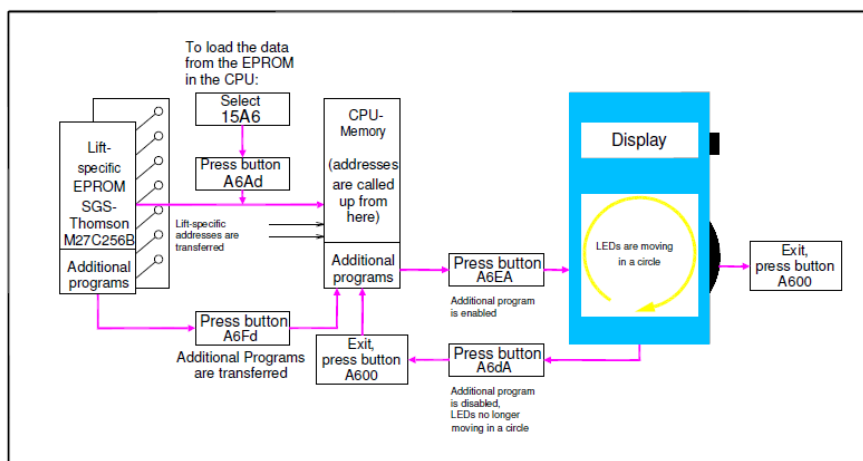 To load the data
from the EPROM
in the CPU:
Select
15A6
Press button
A6Ad
Lift-
specific
EPROM
SGS-
Thomson
M27C256B
Additional
programs
Lift-specific
addresses are
transferred
CPU-
Memory
(addresses
are called
up from
here)
Additional
programs
Press button
A6Fd
Additional Programs
are transferred
Exit,
press button
A600
Press button
A6EA
Additional program
is enabled
Press button
A6dA
Additional program
is disabled,
LEDs no longer
moving in a circle
Display
LEDs are moving
in a circle
Exit,
press button
A600